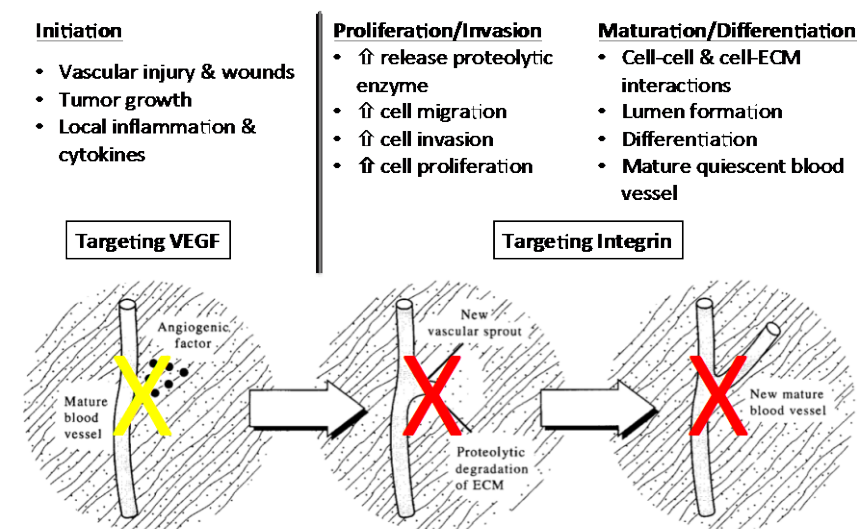 Initiation
• Vascular injury & wounds
• Tumor growth
• Local inflammation &
cytokines
Proliferation/Invasion
• ⇧ release proteolytic
enzyme
• ⇧ cell migration
• ⇧ cell invasion
• ⇧ cell proliferation
Maturation/Differentiation
• Cell-cell & cell-ECM
interactions
• Lumen formation
• Differentiation
• Mature quiescent blood
vessel
Targeting VEGF
Targeting Integrin
Angiogenic
factor
Mature
blood
vessel
New
vascular sprout
Proteolytic
degradation
of ECM
New mature
blood vessel